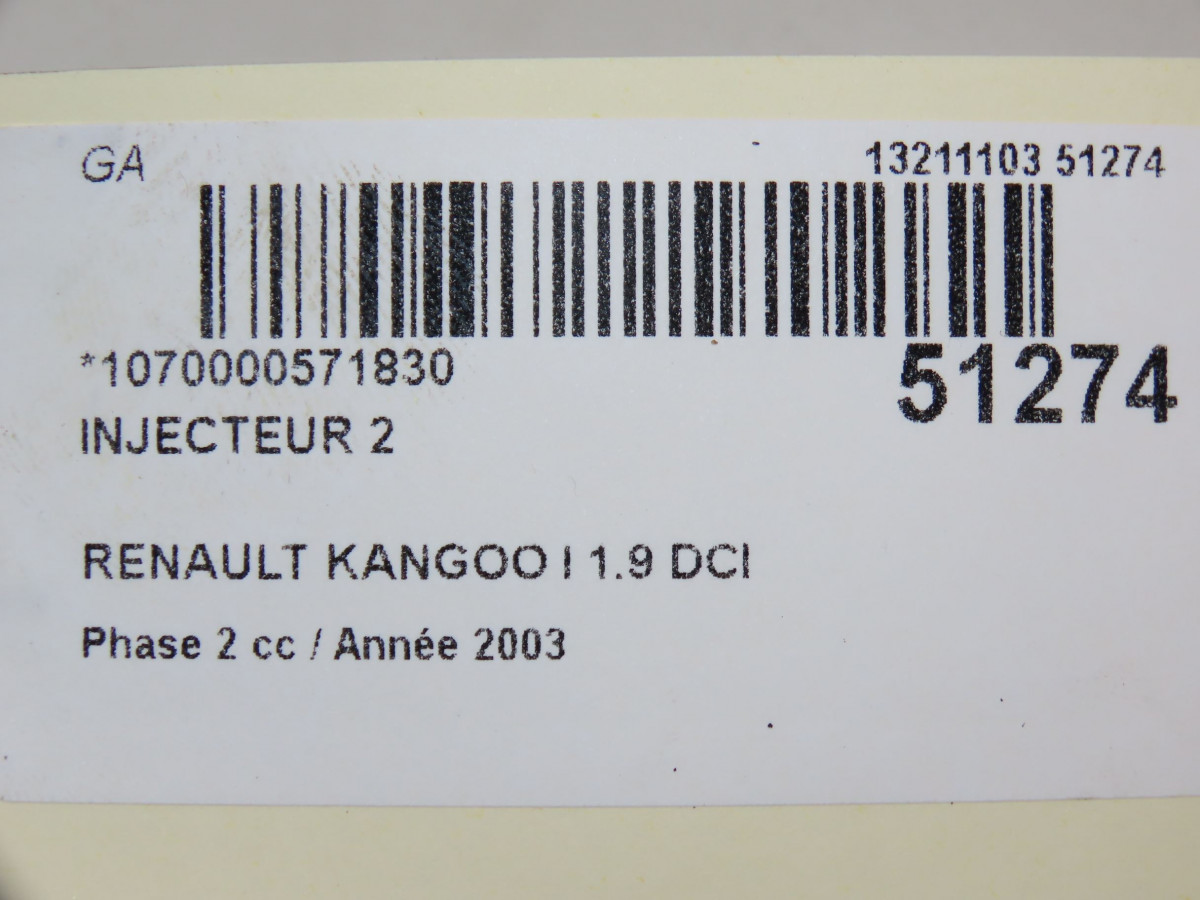 GA
13211103 51274
*1070000571830
51274
INJECTEUR 2
RENAULT KANGOO I 1.9 DCI
Phase 2 cc / Année 2003